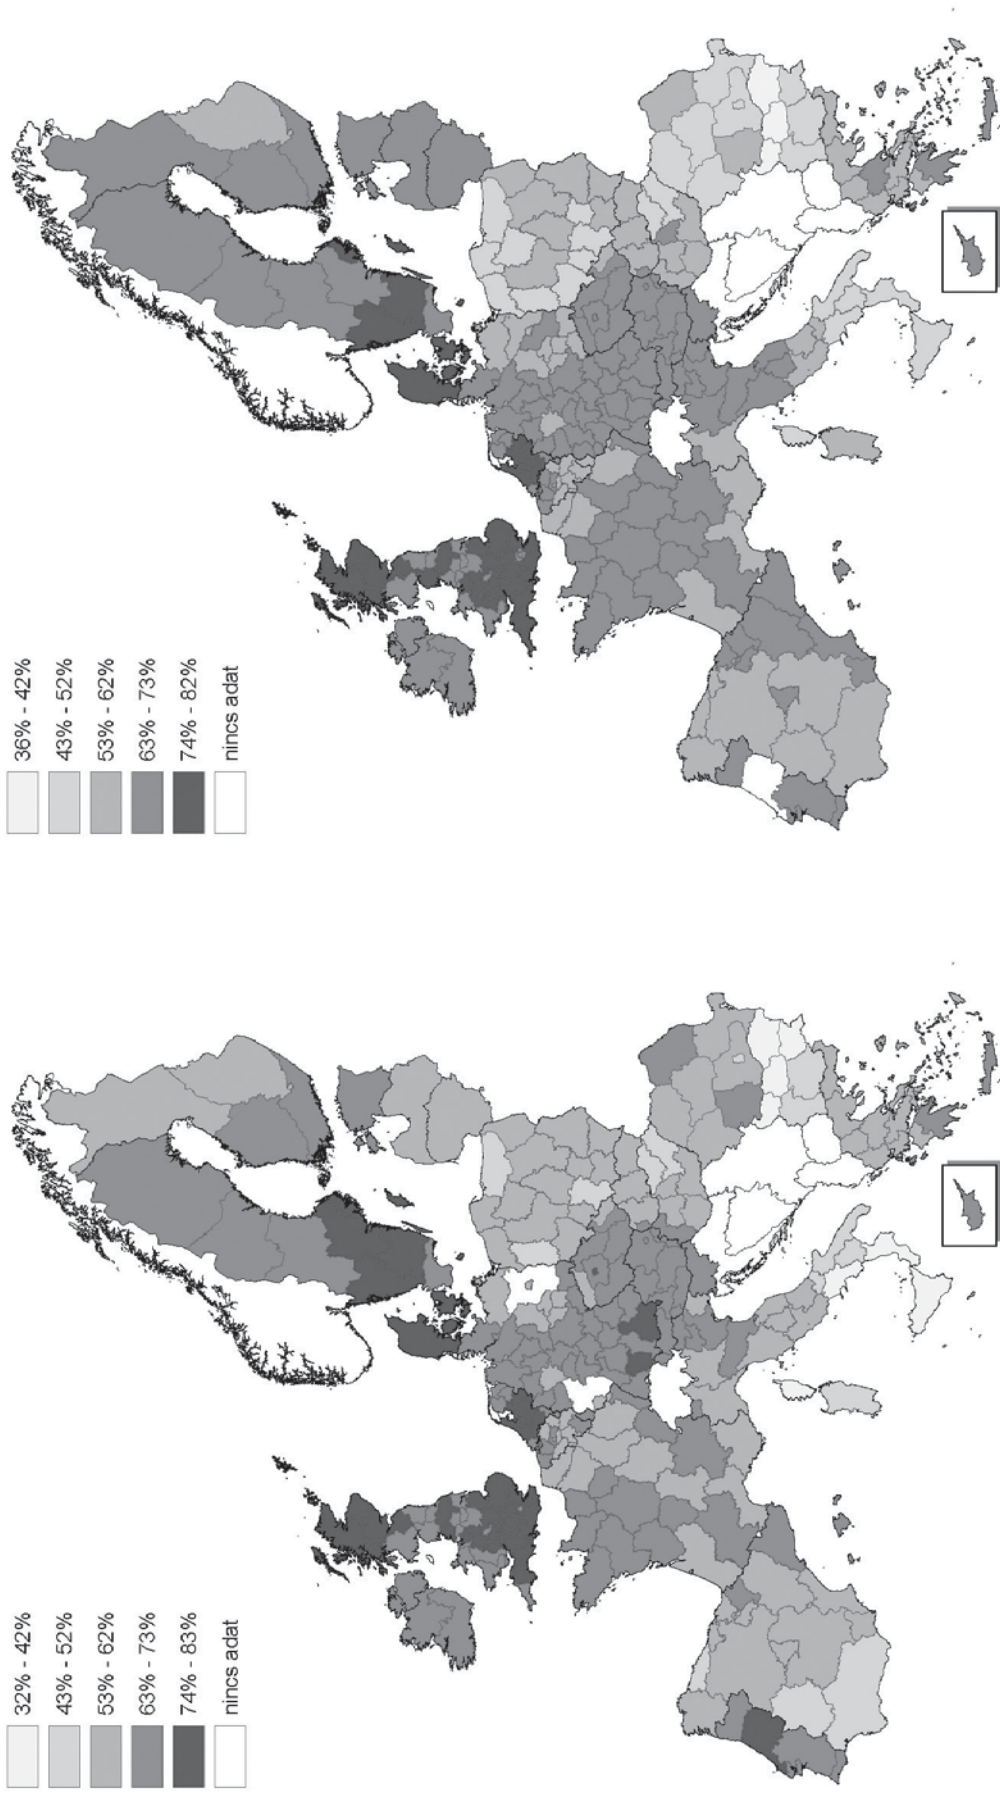 32% - 42%
43% - 52%
53% - 62%
63% - 73%
74% - 83%
nincs adat
36% - 42%
43% - 52%
53% - 62%
63% - 73%
74% - 82%
nincs adat